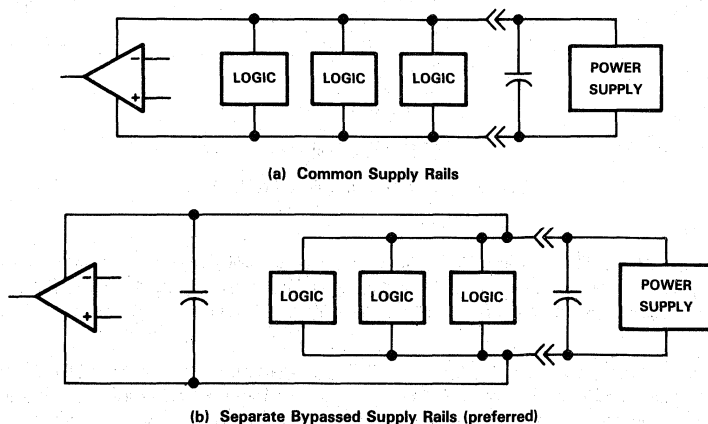 LOGIC
LOGIC
LOGIC
POWER
SUPPLY
(a) Common Supply Rails
LOGIC
LOGIC
LOGIC
POWER
SUPPLY
(b) Separate Bypassed Supply Rails (preferred)